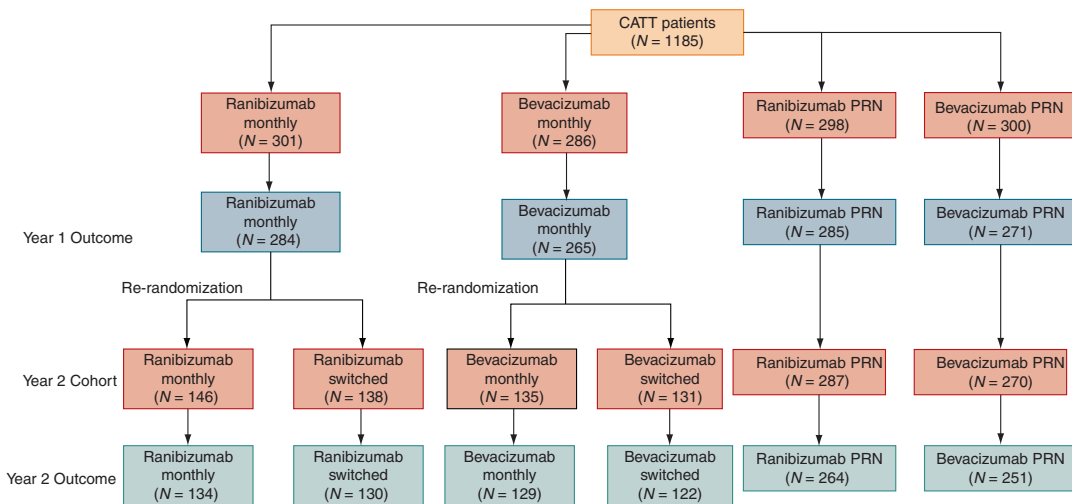 CATT patients
(N = 1185)
Ranibizumab
monthly
(N = 301)
Bevacizumab
monthly
(N = 286)
Ranibizumab PRN
(N = 298)
Bevacizumab PRN
(N = 300)
Year 1 Outcome
Ranibizumab
monthly
(N = 284)
Bevacizumab
monthly
(N = 265)
Ranibizumab PRN
(N = 285)
Bevacizumab PRN
(N = 271)
Re-randomization
Re-randomization
Year 2 Cohort
Ranibizumab
monthly
(N = 146)
Ranibizumab
switched
(N = 138)
Bevacizumab
monthly
(N = 135)
Bevacizumab
switched
(N = 131)
Ranibizumab PRN
(N = 287)
Bevacizumab PRN
(N = 270)
Year 2 Outcome
Ranibizumab
monthly
(N = 134)
Ranibizumab
switched
(N = 130)
Bevacizumab
monthly
(N = 129)
Bevacizumab
switched
(N = 122)
Ranibizumab PRN
(N = 264)
Bevacizumab PRN
(N = 251)